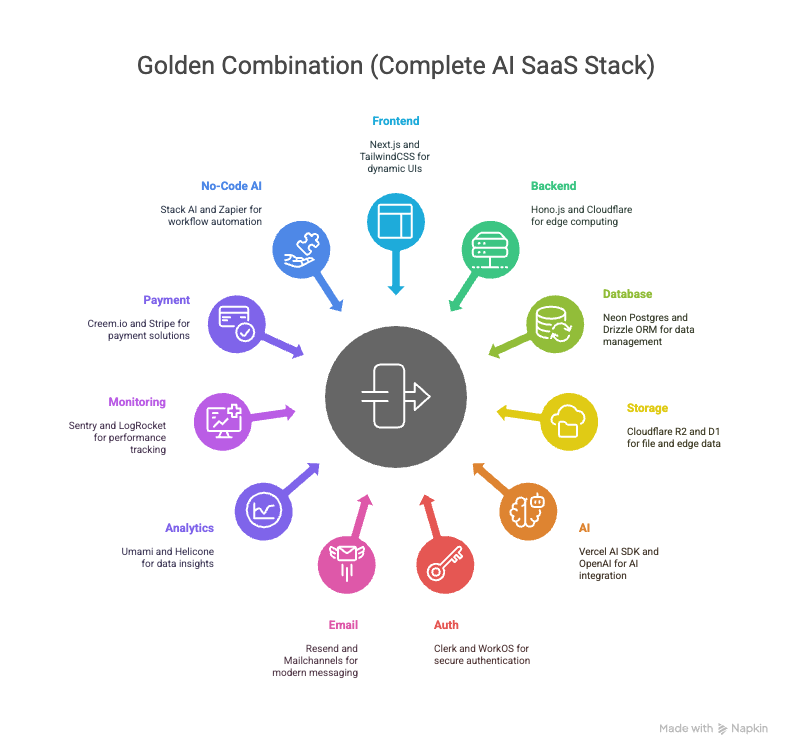 Golden Combination (Complete AI SaaS Stack)
Frontend
Next.js and
TailwindCSS for
dynamic UIs
No-Code AI
Stack AI and Zapier for
workflow automation
Backend
Hono.js and Cloudflare
for edge computing
Payment
Creem.io and Stripe for
payment solutions
Database
Neon Postgres and
Drizzle ORM for data
management
Monitoring
Sentry and LogRocket
for performance
tracking
Storage
Cloudflare R2 and D1
for file and edge data
Analytics
Umami and Helicone
for data insights
AI
Vercel AI SDK and
OpenAI for AI
integration
Email
Resend and
Mailchannels for
modern messaging
Auth
Clerk and WorkOS for
secure authentication
Made with Napkin